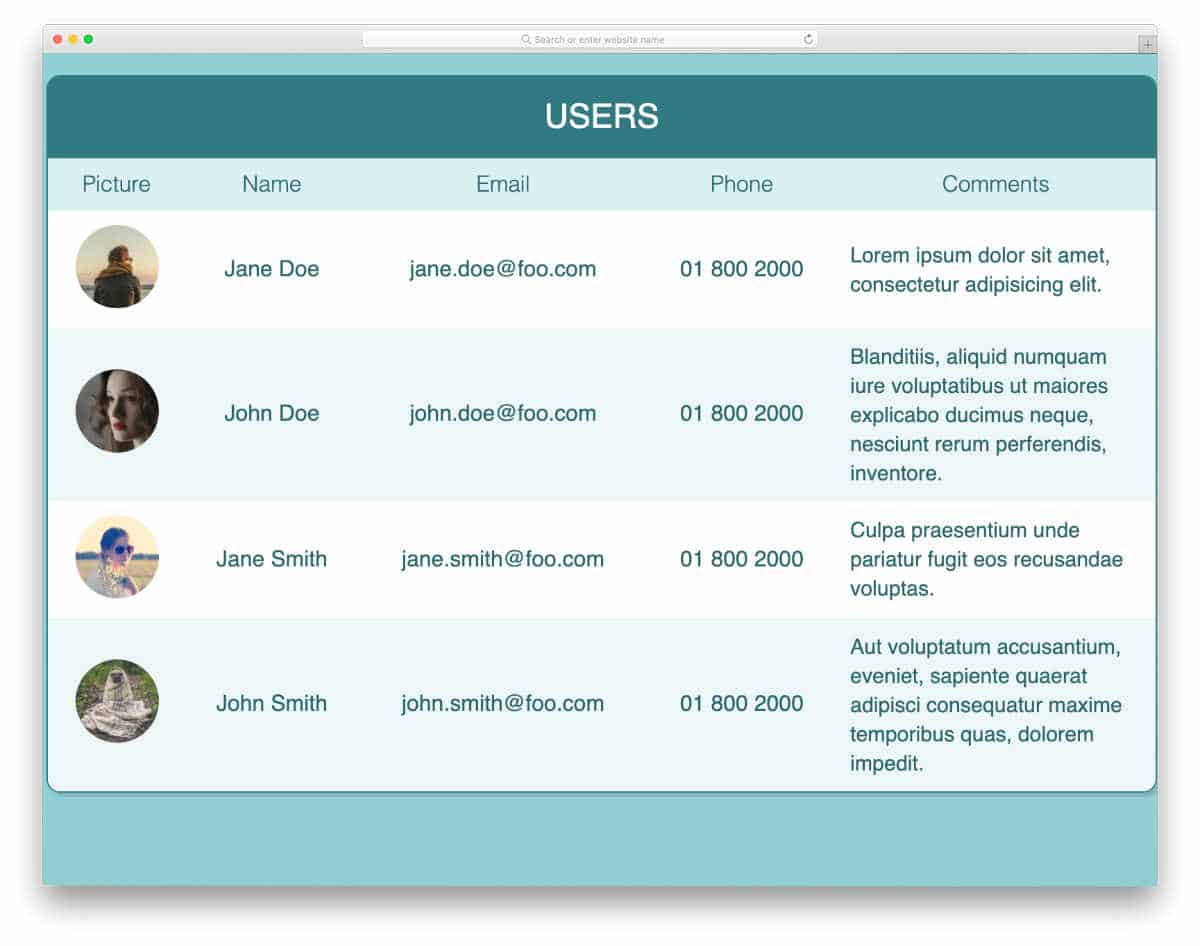 Search or enter website name
USERS
Picture Name Email Phone Comments
Jane Doe jane.doe@foo.com 01 800 2000 Lorem ipsum dolor sit amet,
consectetur adipisicing elit.
John Doe john.doe@foo.com 01 800 2000 Blanditiis, aliquid numquam
iure voluptatibus ut maiores
explicabo ducimus neque,
nesciunt rerum perferendis,
inventore.
Jane Smith jane.smith@foo.com 01 800 2000 Culpa praesentium unde
pariatur fugit eos recusandae
voluptas.
John Smith john.smith@foo.com 01 800 2000 Aut voluptatum accusantium,
eveniet, sapiente quaerat
adipisci consequatur maxime
temporibus quas, dolorem
impedit.